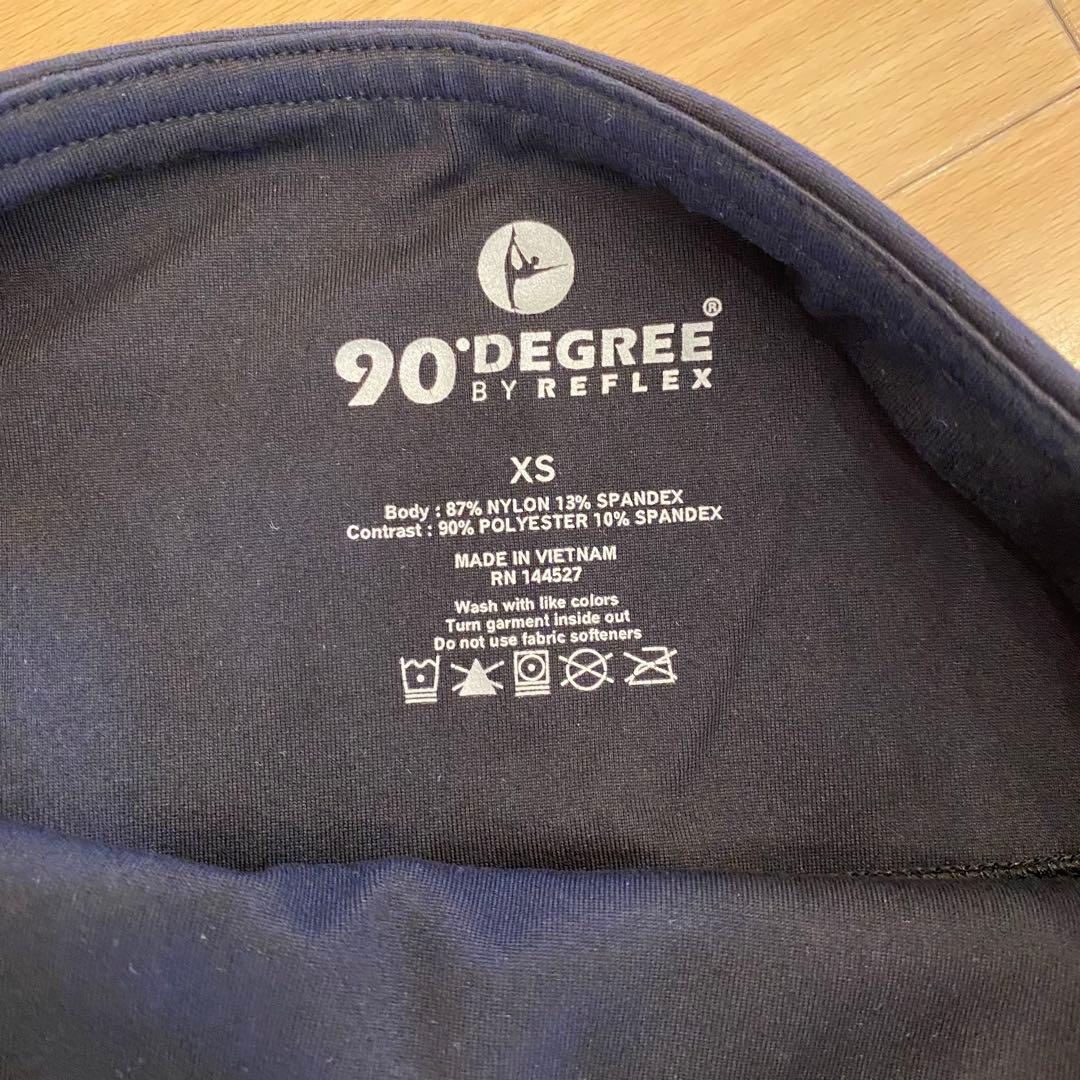 90°DEGREE®
BY REFLEX
XS
Body : 87% NYLON 13% SPANDEX
Contrast : 90% POLYESTER 10% SPANDEX
MADE IN VIETNAM
RN 144527
Wash with like colors
Turn garment inside out
Do not use fabric softeners